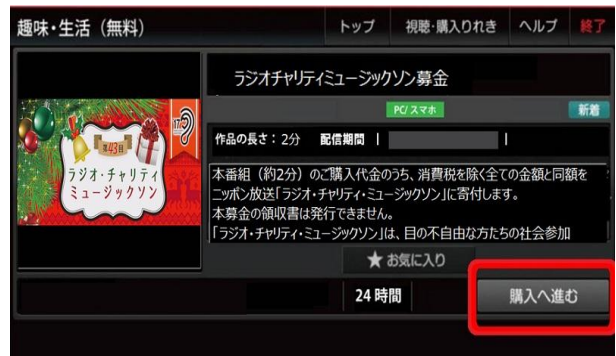 趣味・生活（無料）
トップ 視聴・購入りれき ヘルプ 終了
ラジオチャリティミュージックソン募金
PC/スマホ 新着
作品の長さ：2分 配信期間 | |
本番組（約2分）のご購入代金のうち、消費税を除く全ての金額と同額を
ニッポン放送「ラジオ・チャリティ・ミュージックソン」に寄付します。
本募金の領収書は発行できません。
「ラジオ・チャリティ・ミュージックソン」は、目の不自由な方たちの社会参加
第43回
ラジオ・チャリティ
ミュージックソン
★お気に入り
24時間
購入へ進む